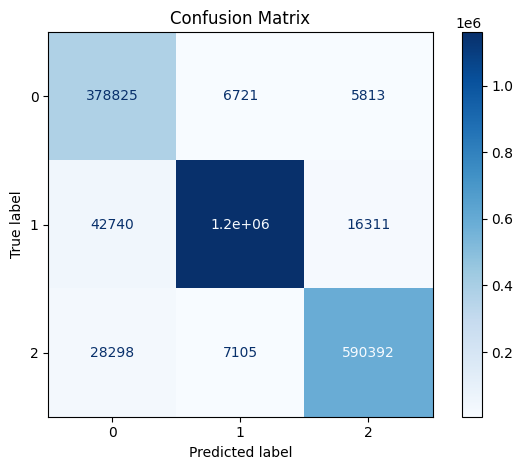 Confusion Matrix
1e6
0 378825 6721 5813
1.0
0.8
True label
1 42740 1.2e+06 16311
0.6
0.4
2 28298 7105 590392
0.2
0 1 2
Predicted label